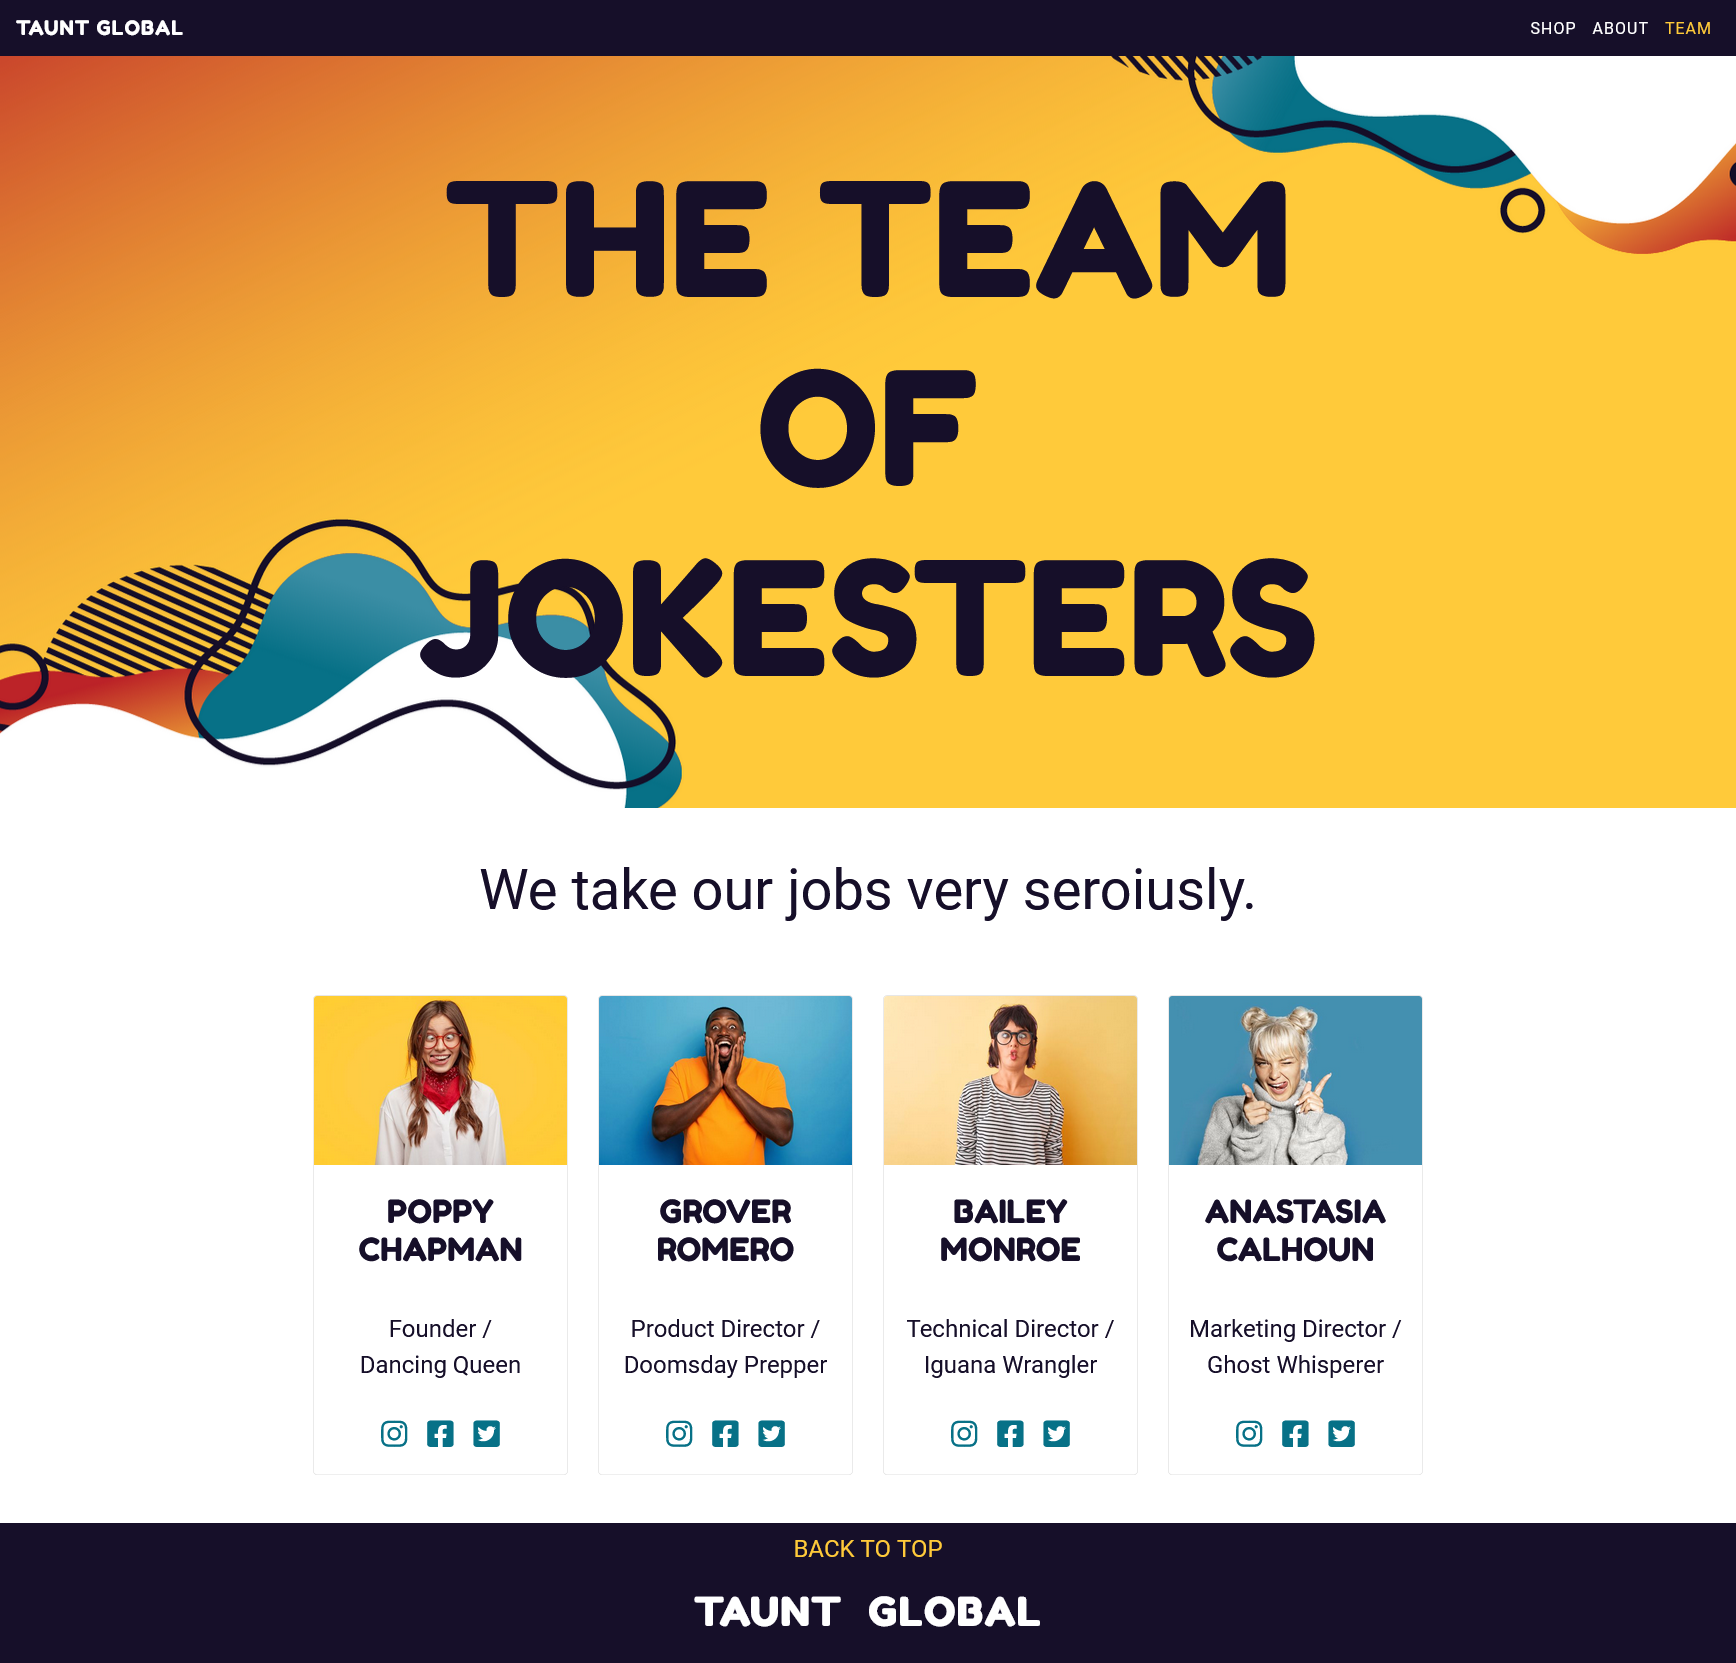 TAUNT GLOBAL
SHOP ABOUT TEAM
THE TEAM
OF
JOKESTERS
We take our jobs very seroiusly.
POPPY
CHAPMAN
Founder /
Dancing Queen
GROVER
ROMERO
Product Director /
Doomsday Prepper
BAILEY
MONROE
Technical Director /
Iguana Wrangler
ANASTASIA
CALHOUN
Marketing Director /
Ghost Whisperer
BACK TO TOP
TAUNT GLOBAL